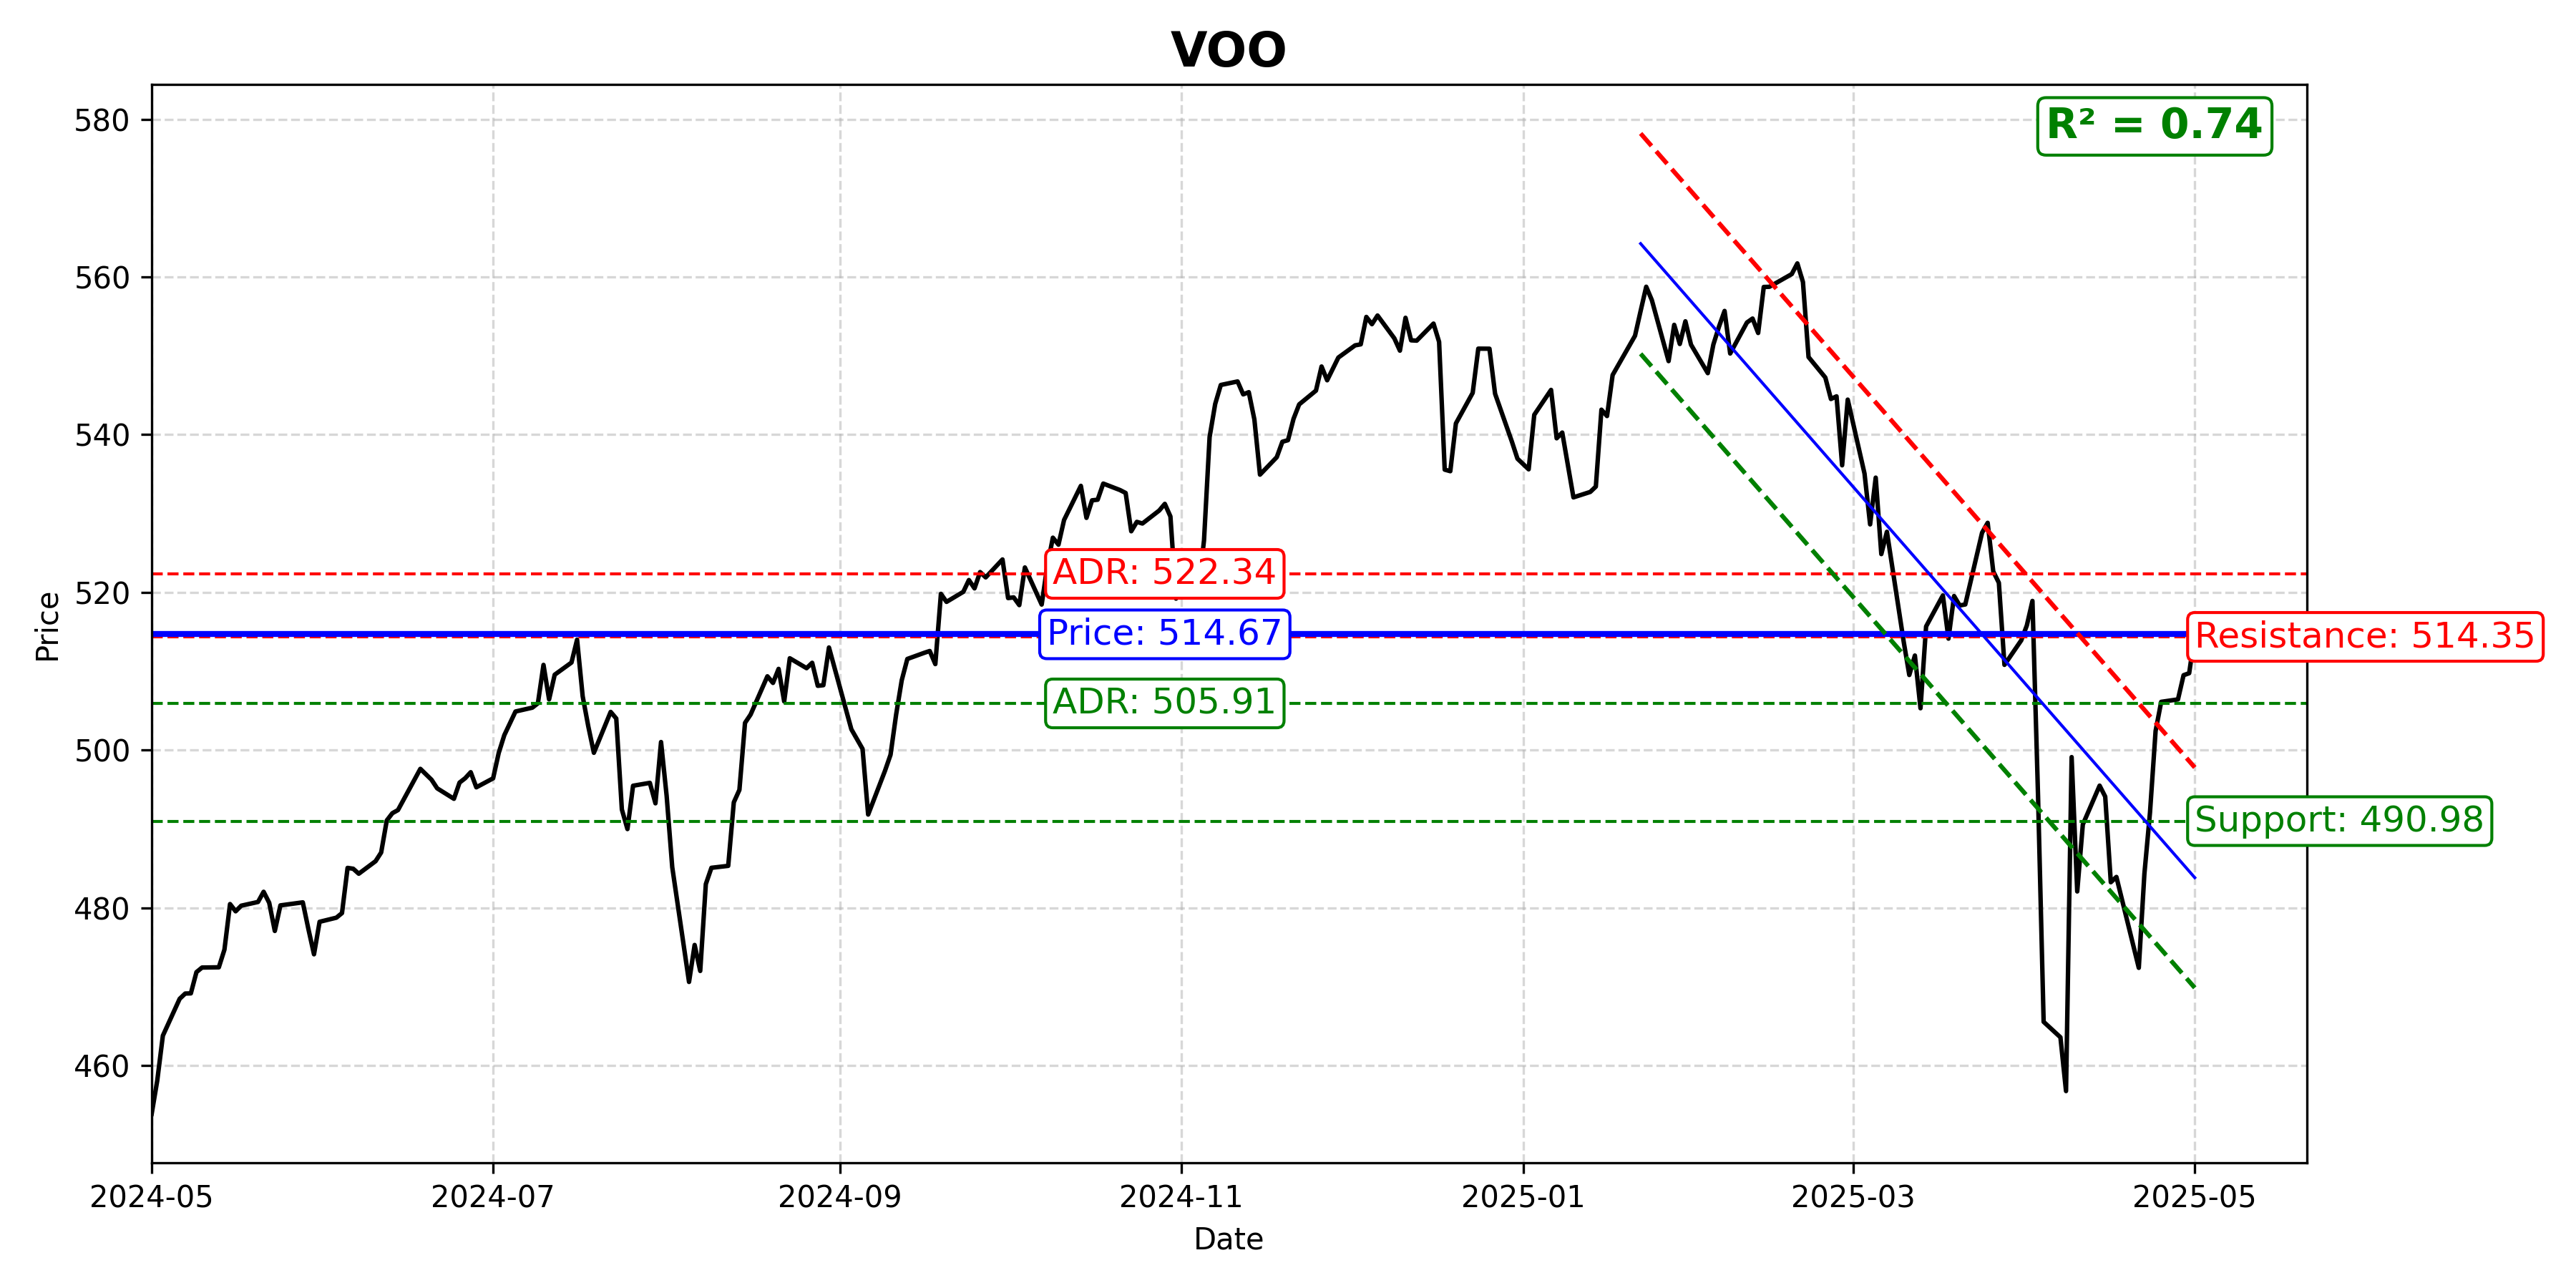 VOO
R² = 0.74
580
560
540
520
500
480
460
Price
ADR: 522.34
Price: 514.67
Resistance: 514.35
ADR: 505.91
Support: 490.98
2024-05
2024-07
2024-09
2024-11
2025-01
2025-03
2025-05
Date